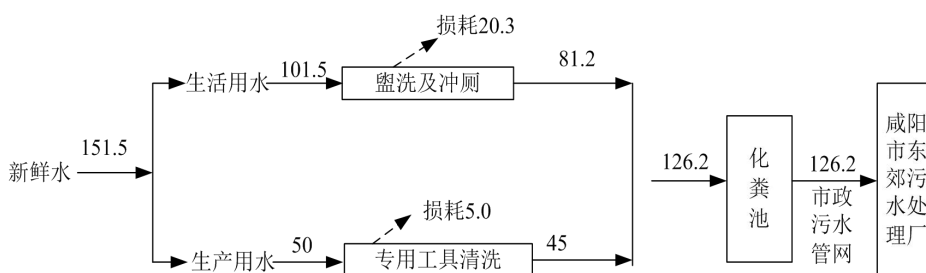 损耗20.3
生活用水
101.5
盥洗及冲厕
81.2
新鲜水
151.5
126.2
化
粪
池
126.2
市政
污水
管网
咸阳
市东
郊污
水处
理厂
损耗5.0
生产用水
50
专用工具清洗
45